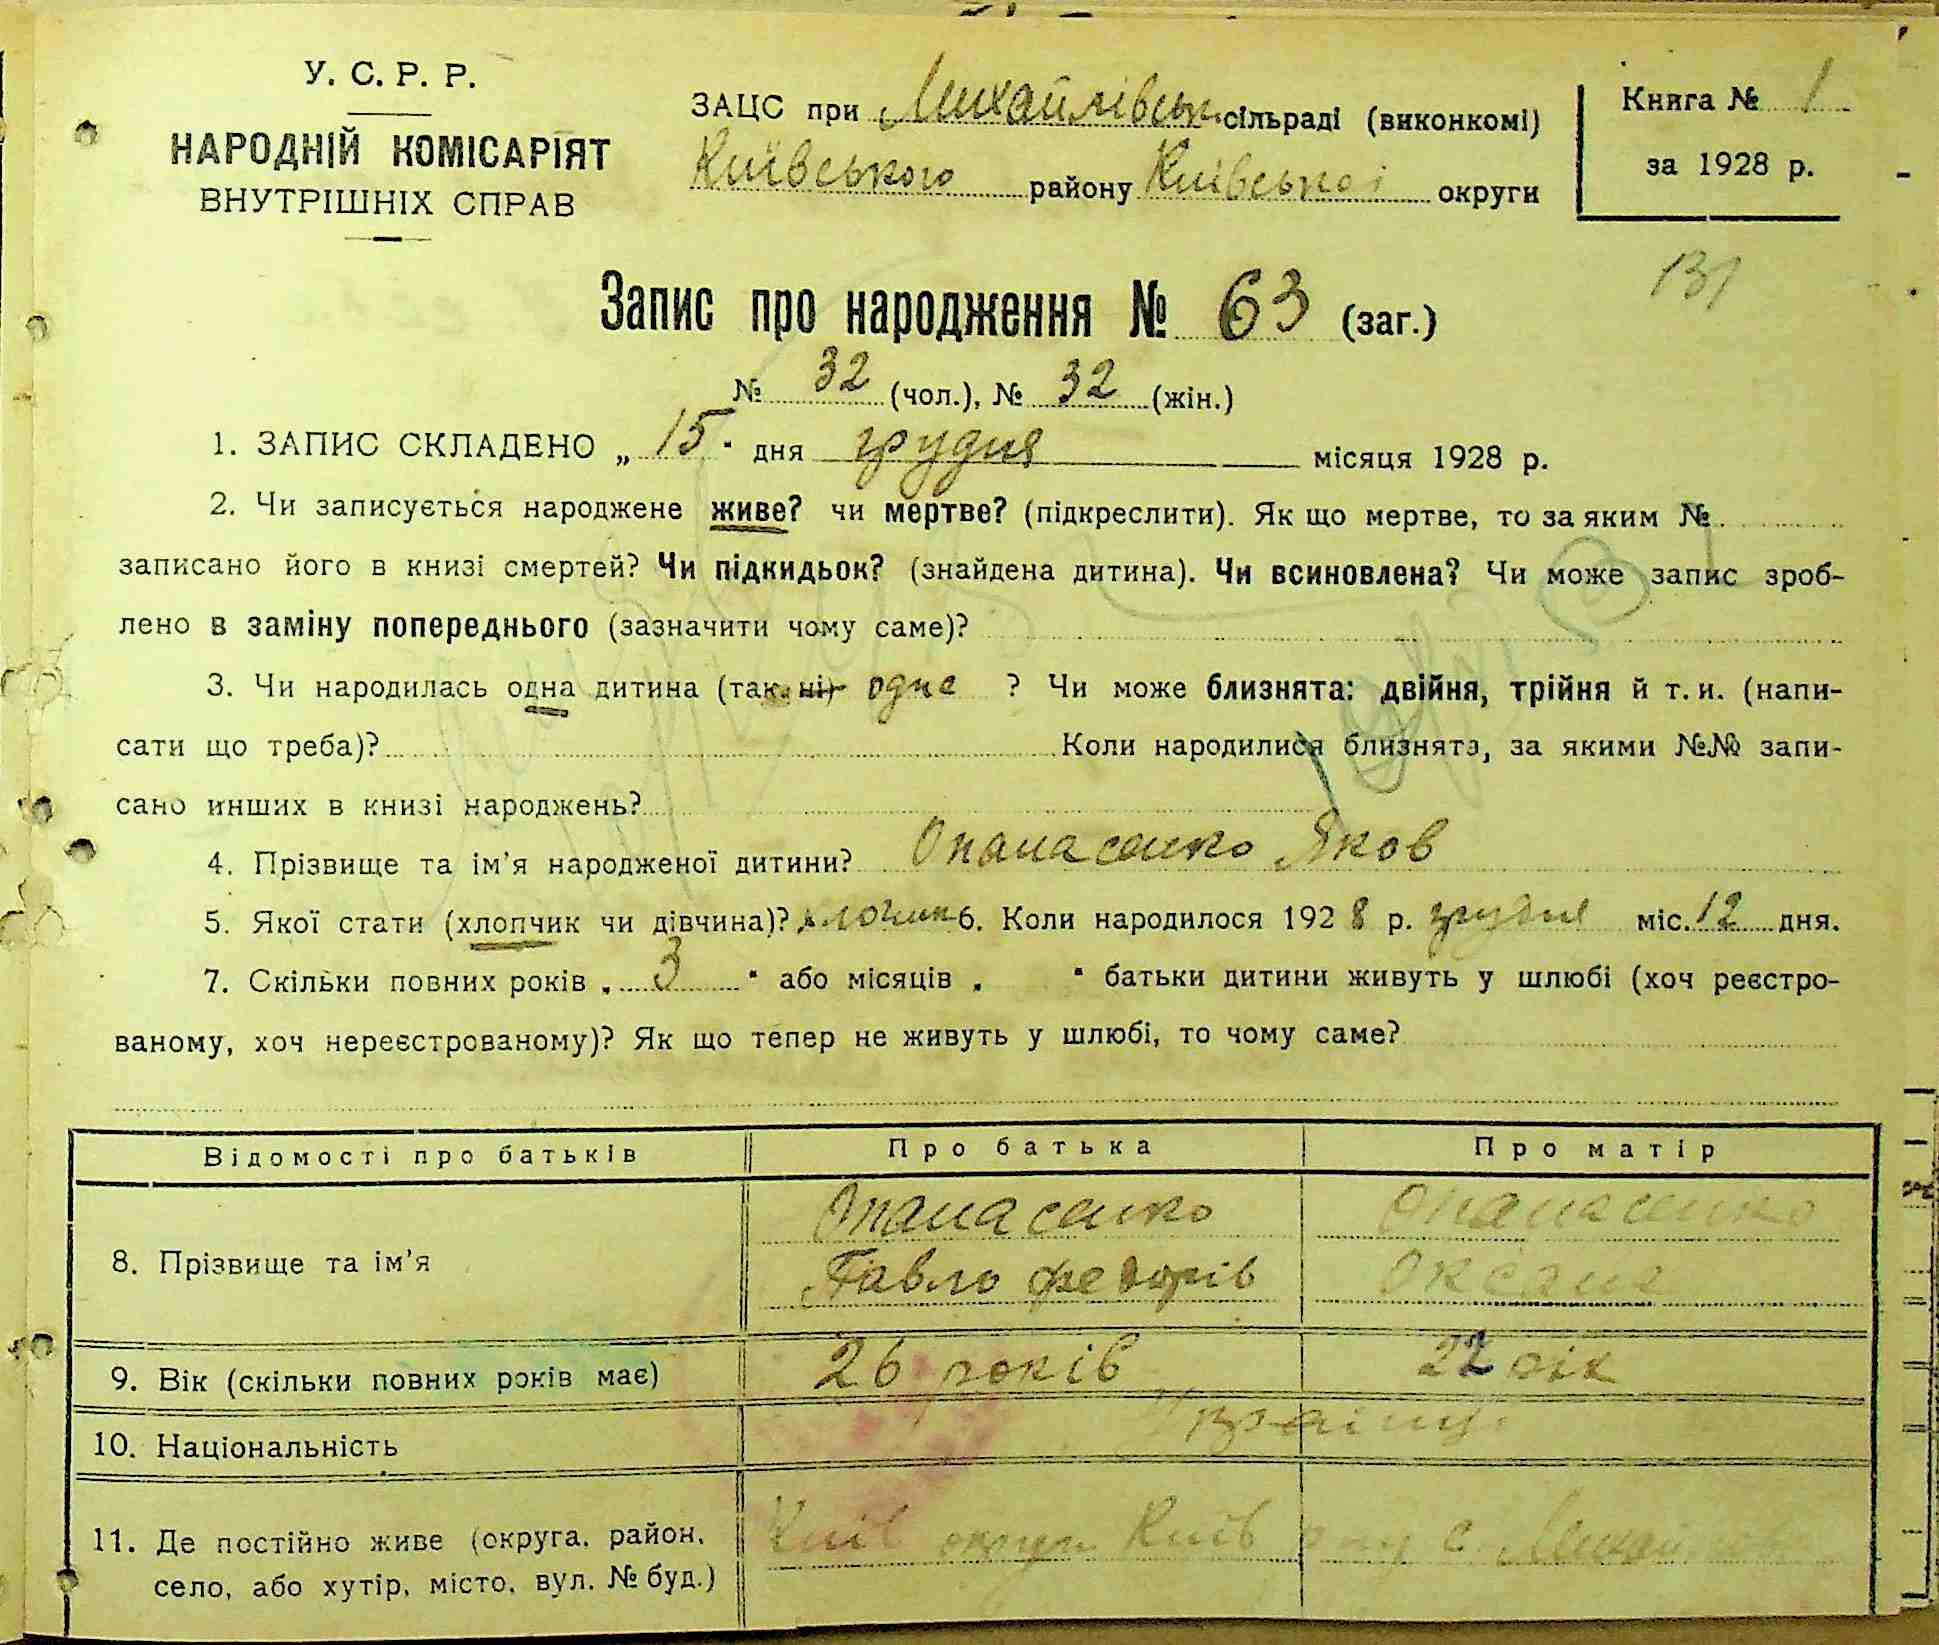 У. С. Р. Р.
НАРОДНІЙ КОМІСАРІЯТ
ВНУТРІШНІХ СПРАВ
ЗАЦС при Михайлівськ. сільраді (виконкомі)
Київського району Київської округи
Книга № 1
за 1928 р.
131
Запис про народження № 63 (заг.)
№ 32 (чол.), № 32 (жін.)
1. ЗАПИС СКЛАДЕНО „ 15 " дня грудня місяця 1928 р.
2. Чи записується народжене живе? чи мертве? (підкреслити). Як що мертве, то за яким №
записано його в книзі смертей? Чи підкидьок? (знайдена дитина). Чи всиновлена? Чи може запис зроб-
лено в заміну попереднього (зазначити чому саме)?
3. Чи народилась одна дитина (так, ні) одне ? Чи може близнята: двійня, трійня й т. и. (напи-
сати що треба)? Коли народилися близнята, за якими №№ запи-
сано инших в книзі народжень?
4. Прізвище та ім'я народженої дитини? Опанасенко Яков
5. Якої стати (хлопчик чи дівчина)? хлопчик 6. Коли народилося 1928 р. грудня міс. 12 дня.
7. Скільки повних років „ 3 " або місяців „ " батьки дитини живуть у шлюбі (хоч реєстро-
ваному, хоч нереєстрованому)? Як що тепер не живуть у шлюбі, то чому саме?
Відомості про батьків Про батька Про матір
8. Прізвище та ім'я Опанасенко Павло Федорів Опанасенко Оксана
9. Вік (скільки повних років має) 26 років 22 рік
10. Національність Українці
11. Де постійно живе (округа, район, село, або хутір, місто, вул. № буд.) Київ округи Київ р-ну с. Михайлівка